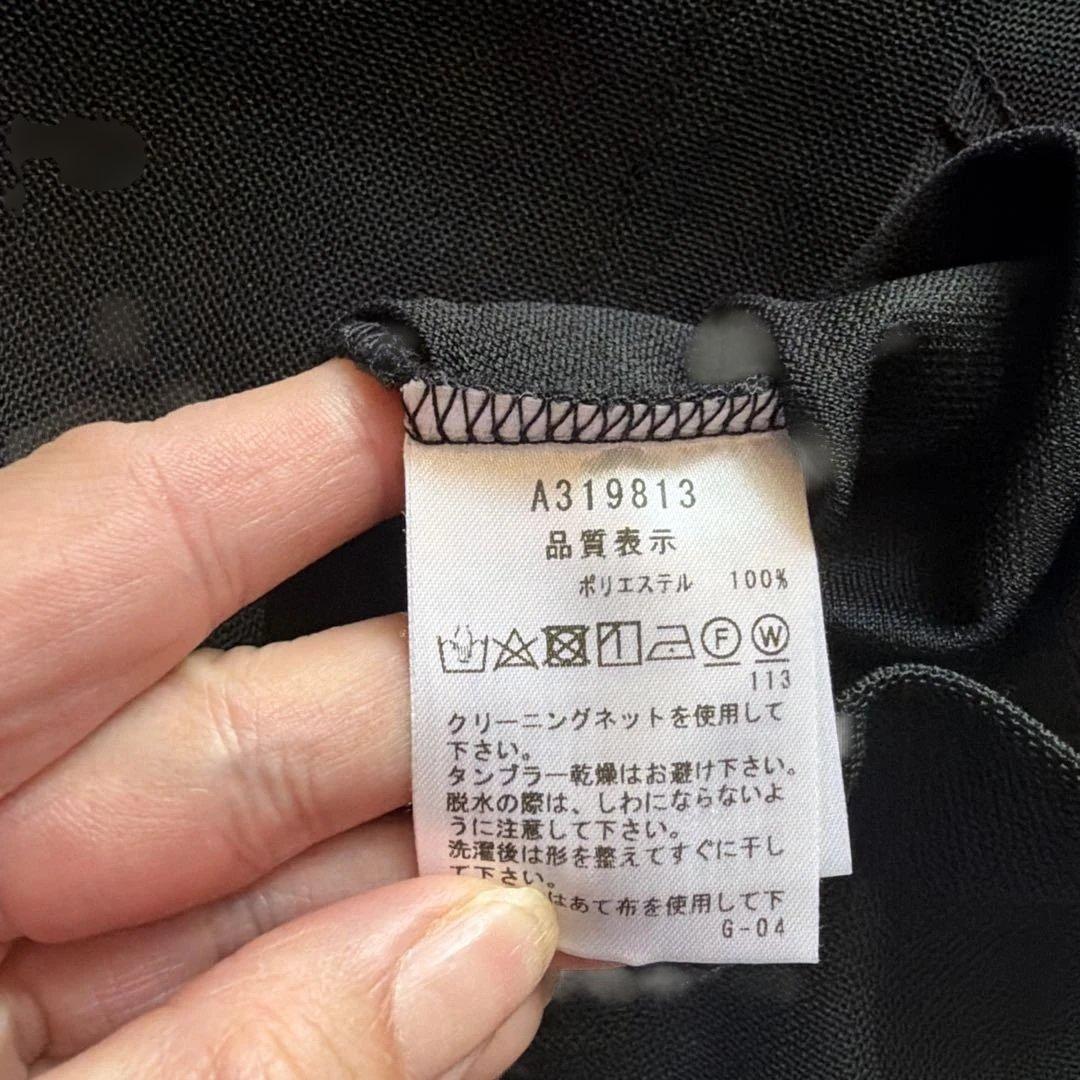 A319813
品質表示
ポリエステル 100%
F W
113
クリーニングネットを使用して
下さい。
タンブラー乾燥はお避け下さい。
脱水の際は、しわにならないよ
うに注意して下さい。
洗濯後は形を整えてすぐに干し
て下さい。
はあて布を使用して下
G-04